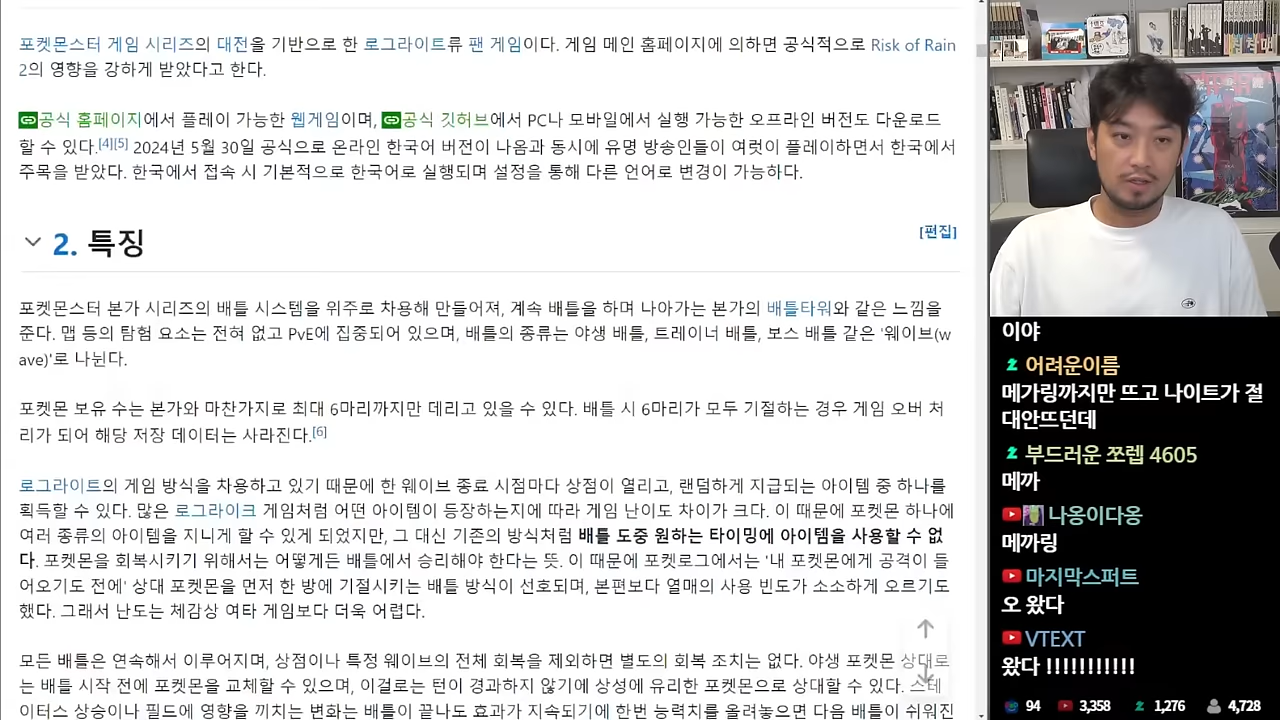 포켓몬스터 게임 시리즈의 대전을 기반으로 한 로그라이트류 팬 게임이다. 게임 메인 홈페이지에 의하면 공식적으로 Risk of Rain
2의 영향을 강하게 받았다고 한다.
공식 홈페이지에서 플레이 가능한 웹게임이며, 공식 깃허브에서 PC나 모바일에서 실행 가능한 오프라인 버전도 다운로드
할 수 있다.[4][5] 2024년 5월 30일 공식으로 온라인 한국어 버전이 나옴과 동시에 유명 방송인들이 여럿이 플레이하면서 한국에서
주목을 받았다. 한국에서 접속 시 기본적으로 한국어로 실행되며 설정을 통해 다른 언어로 변경이 가능하다.
2. 특징
[편집]
포켓몬스터 본가 시리즈의 배틀 시스템을 위주로 차용해 만들어져, 계속 배틀을 하며 나아가는 본가의 배틀타워와 같은 느낌을
준다. 맵 등의 탐험 요소는 전혀 없고 PvE에 집중되어 있으며, 배틀의 종류는 야생 배틀, 트레이너 배틀, 보스 배틀 같은 '웨이브(w
ave)'로 나뉜다.
포켓몬 보유 수는 본가와 마찬가지로 최대 6마리까지만 데리고 있을 수 있다. 배틀 시 6마리가 모두 기절하는 경우 게임 오버 처
리가 되어 해당 저장 데이터는 사라진다.[6]
로그라이트의 게임 방식을 차용하고 있기 때문에 한 웨이브 종료 시점마다 상점이 열리고, 랜덤하게 지급되는 아이템 중 하나를
획득할 수 있다. 많은 로그라이크 게임처럼 어떤 아이템이 등장하는지에 따라 게임 난이도 차이가 크다. 이 때문에 포켓몬 하나에
여러 종류의 아이템을 지니게 할 수 있게 되었지만, 그 대신 기존의 방식처럼 배틀 도중 원하는 타이밍에 아이템을 사용할 수 없
다. 포켓몬을 회복시키기 위해서는 어떻게든 배틀에서 승리해야 한다는 뜻. 이 때문에 포켓로그에서는 '내 포켓몬에게 공격이 들
어오기도 전에' 상대 포켓몬을 먼저 한 방에 기절시키는 배틀 방식이 선호되며, 본편보다 열매의 사용 빈도가 소소하게 오르기도
했다. 그래서 난도는 체감상 여타 게임보다 더욱 어렵다.
모든 배틀은 연속해서 이루어지며, 상점이나 특정 웨이브의 전체 회복을 제외하면 별도의 회복 조치는 없다. 야생 포켓몬 상대로
는 배틀 시작 전에 포켓몬을 교체할 수 있으며, 이걸로는 턴이 경과하지 않기에 상성에 유리한 포켓몬으로 상대할 수 있다. 스테
이터스 상승이나 필드에 영향을 끼치는 변화는 배틀이 끝나도 효과가 지속되기에 한번 능력치를 올려놓으면 다음 배틀이 쉬워진
이야
어려운이름
메가링까지만 뜨고 나이트가 절
대안뜨던데
부드러운 쪼렙 4605
메까
나옹이다옹
메까링
마지막스퍼트
오 왔다
VTEXT
왔다 !!!!!!!!!!!
94 3,358 1,276 4,728